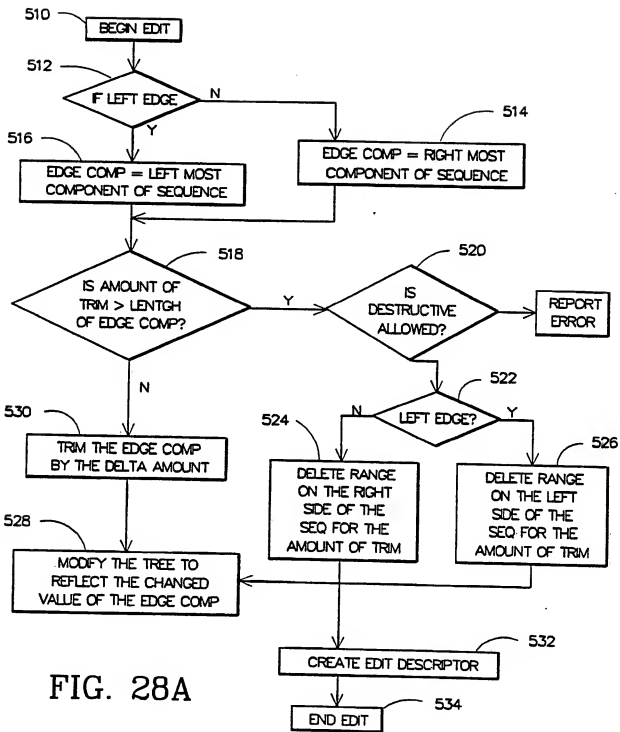 510
BEGIN EDIT
512
IF LEFT EDGE
N
Y
514
516
EDGE COMP = LEFT MOST
COMPONENT OF SEQUENCE
EDGE COMP = RIGHT MOST
COMPONENT OF SEQUENCE
518
IS AMOUNT OF
TRIM > LENTGH
OF EDGE COMP?
Y
N
520
IS
DESTRUCTIVE
ALLOWED?
REPORT
ERROR
522
LEFT EDGE?
N
Y
524
DELETE RANGE
ON THE RIGHT
SIDE OF THE
SEQ FOR THE
AMOUNT OF TRIM
526
DELETE RANGE
ON THE LEFT
SIDE OF THE
SEQ FOR THE
AMOUNT OF TRIM
530
TRIM THE EDGE COMP
BY THE DELTA AMOUNT
528
MODIFY THE TREE TO
REFLECT THE CHANGED
VALUE OF THE EDGE COMP
532
CREATE EDIT DESCRIPTOR
534
END EDIT
FIG. 28A